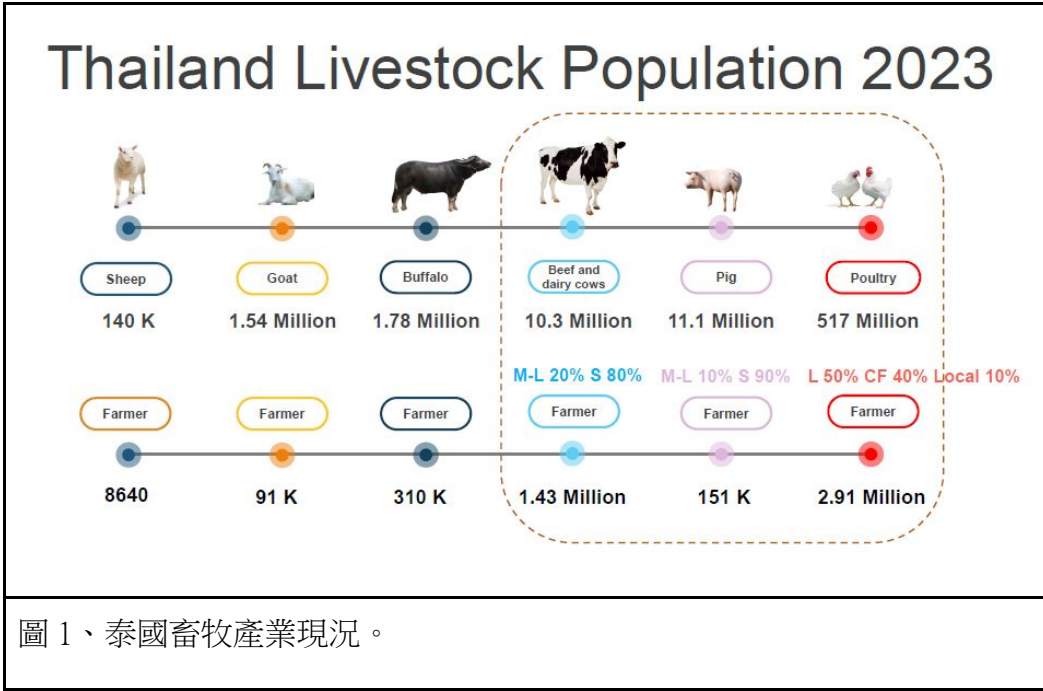 Thailand Livestock Population 2023
Sheep
Goat
Buffalo
Beef and
dairy cows
Pig
Poultry
140 K
1.54 Million
1.78 Million
10.3 Million
11.1 Million
517 Million
M-L 20% S 80%
M-L 10% S 90%
L 50% CF 40% Local 10%
Farmer
Farmer
Farmer
Farmer
Farmer
Farmer
8640
91 K
310 K
1.43 Million
151 K
2.91 Million
圖 1、泰國畜牧產業現況。